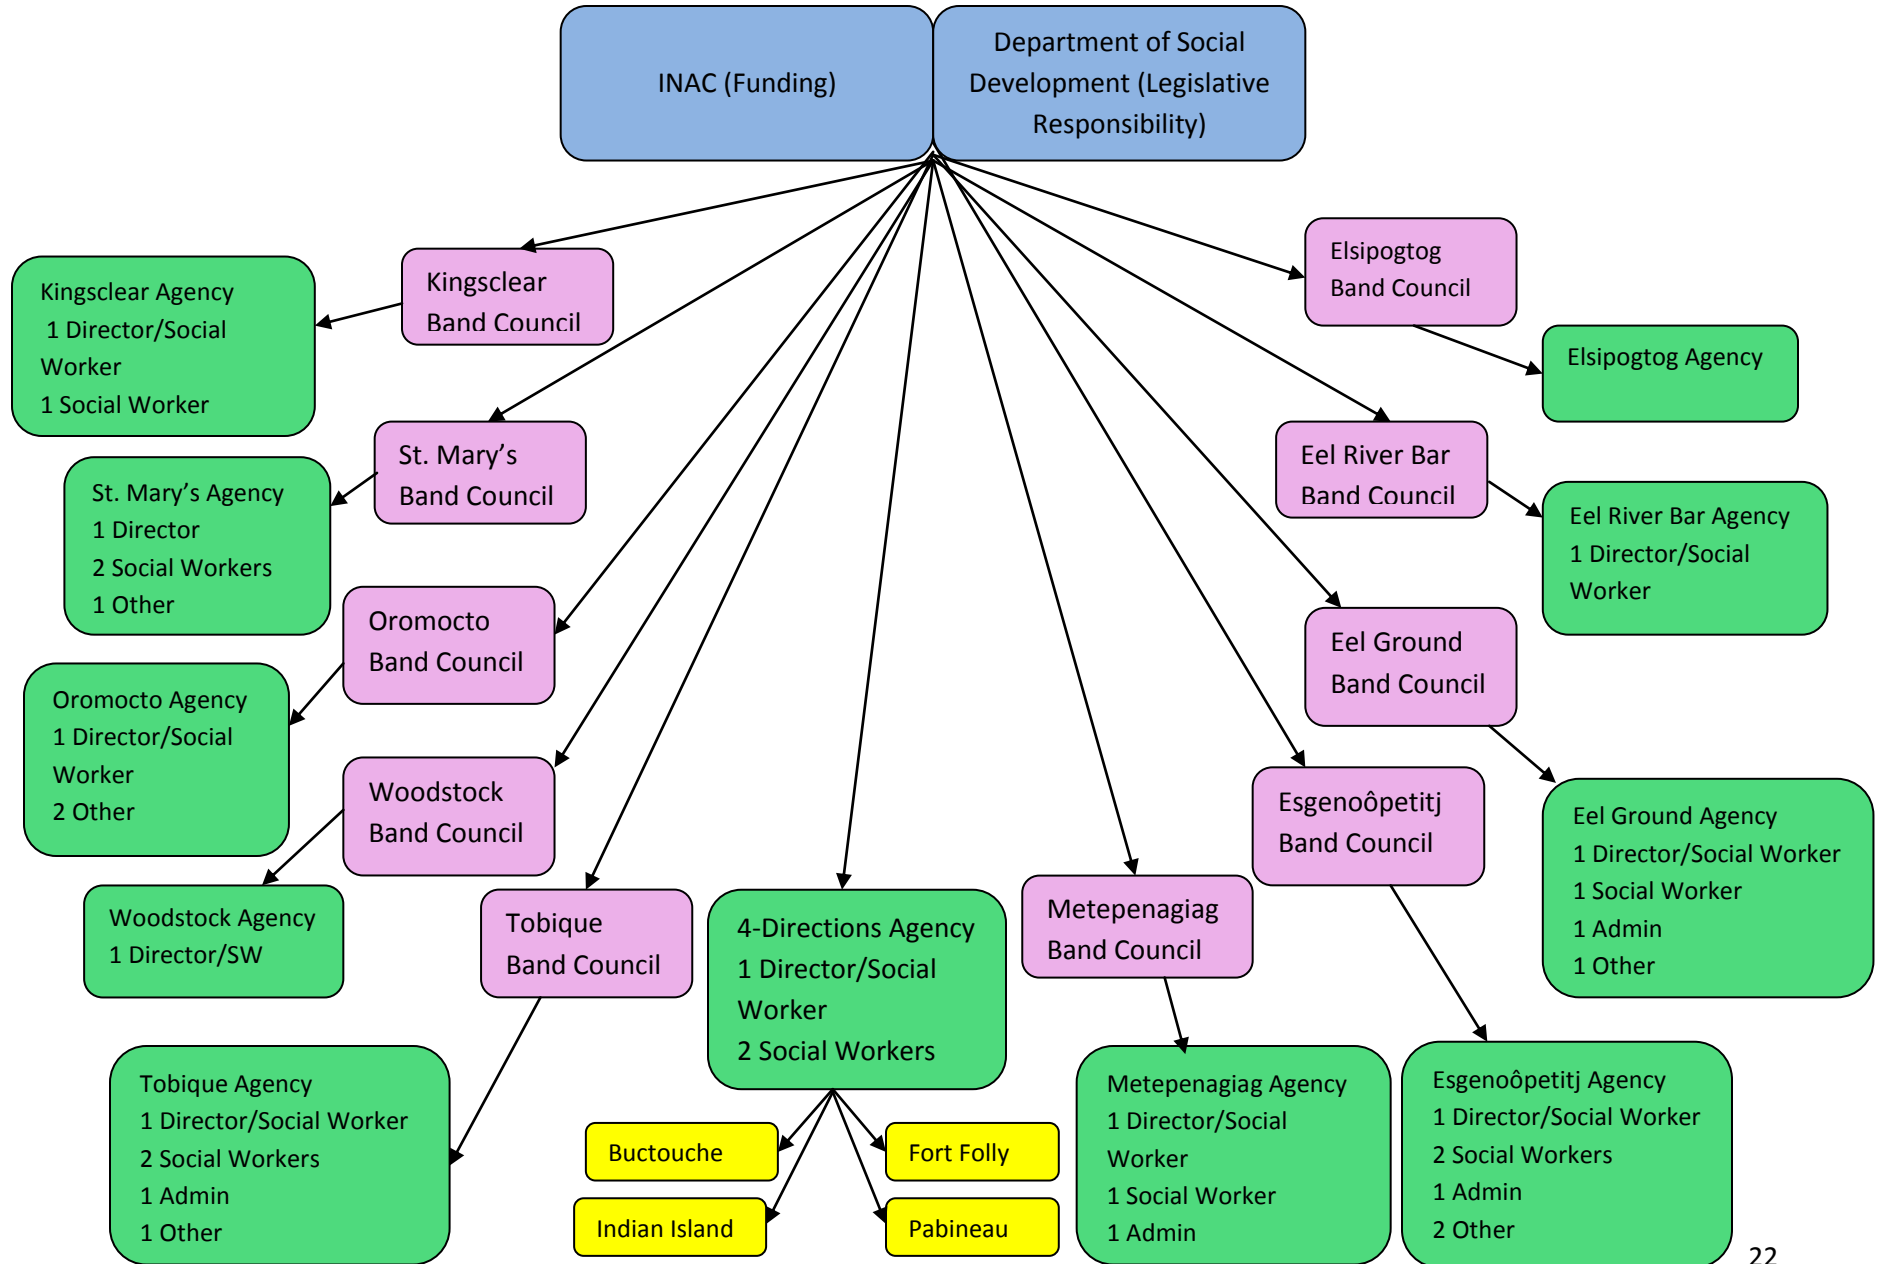 INAC (Funding)
Department of Social
Development (Legislative
Responsibility)
Kingsclear
Band Council
Kingsclear Agency
1 Director/Social
Worker
1 Social Worker
St. Mary’s
Band Council
St. Mary’s Agency
1 Director
2 Social Workers
1 Other
Oromocto
Band Council
Oromocto Agency
1 Director/Social
Worker
2 Other
Woodstock
Band Council
Woodstock Agency
1 Director/SW
Tobique
Band Council
Tobique Agency
1 Director/Social Worker
2 Social Workers
1 Admin
1 Other
4-Directions Agency
1 Director/Social
Worker
2 Social Workers
Buctouche
Fort Folly
Indian Island
Pabineau
Metepenagiag
Band Council
Metepenagiag Agency
1 Director/Social
Worker
1 Social Worker
1 Admin
Esgenoôpetitj
Band Council
Esgenoôpetitj Agency
1 Director/Social Worker
2 Social Workers
1 Admin
2 Other
Eel Ground
Band Council
Eel Ground Agency
1 Director/Social Worker
1 Social Worker
1 Admin
1 Other
Eel River Bar
Band Council
Eel River Bar Agency
1 Director/Social
Worker
Elsipogtog
Band Council
Elsipogtog Agency
22